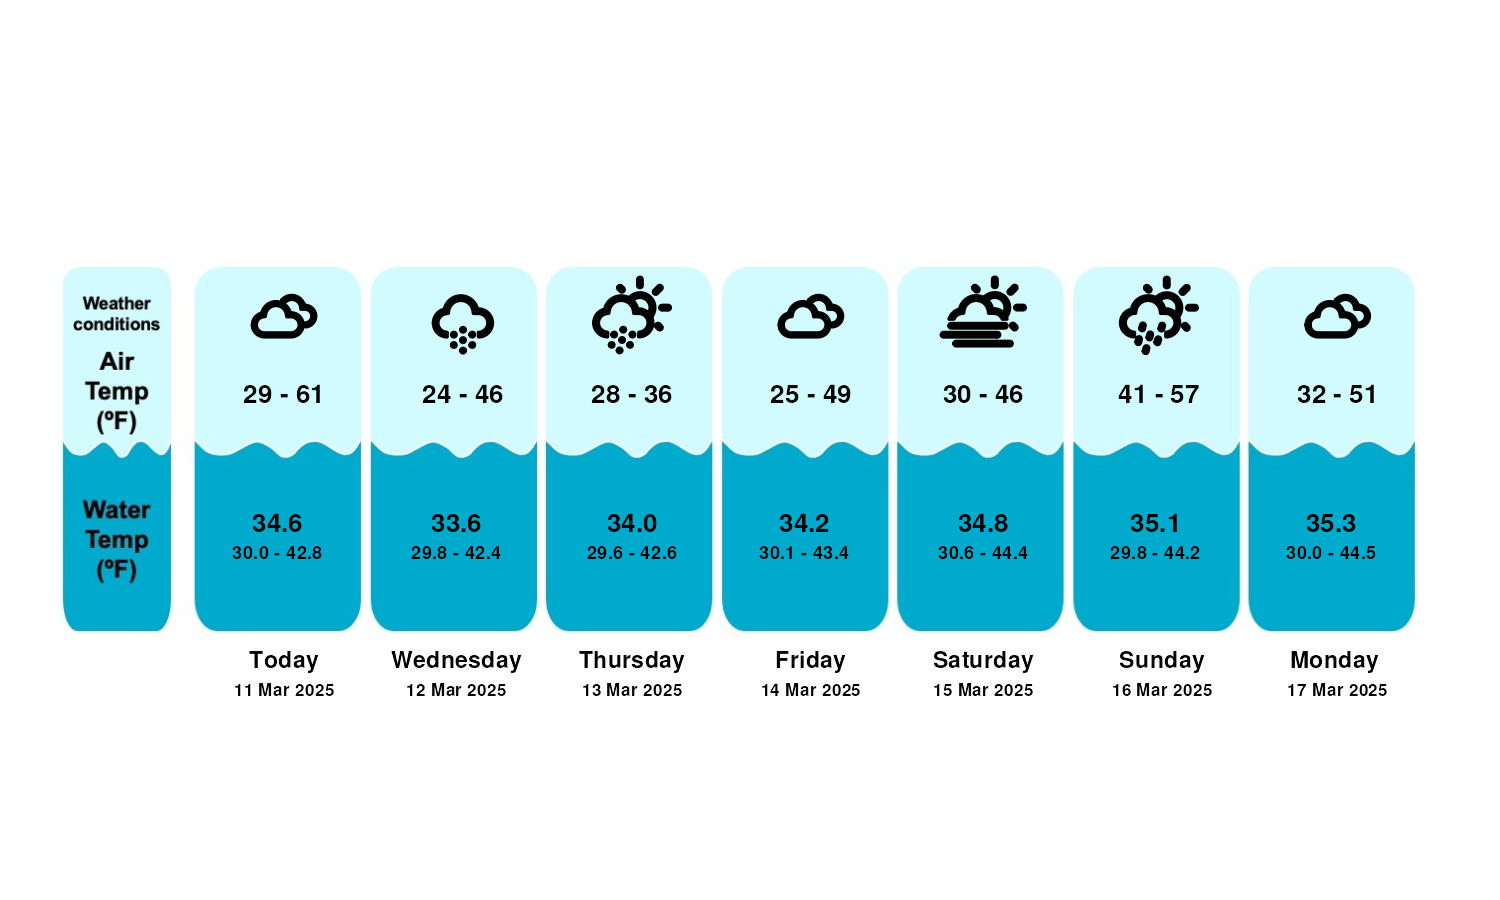 Weather
conditions
Air
Temp
(ºF)
29 - 61
24 - 46
28 - 36
25 - 49
30 - 46
41 - 57
32 - 51
Water
Temp
(ºF)
34.6
33.6
34.0
34.2
34.8
35.1
35.3
30.0 - 42.8
29.8 - 42.4
29.6 - 42.6
30.1 - 43.4
30.6 - 44.4
29.8 - 44.2
30.0 - 44.5
Today
Wednesday
Thursday
Friday
Saturday
Sunday
Monday
11 Mar 2025
12 Mar 2025
13 Mar 2025
14 Mar 2025
15 Mar 2025
16 Mar 2025
17 Mar 2025